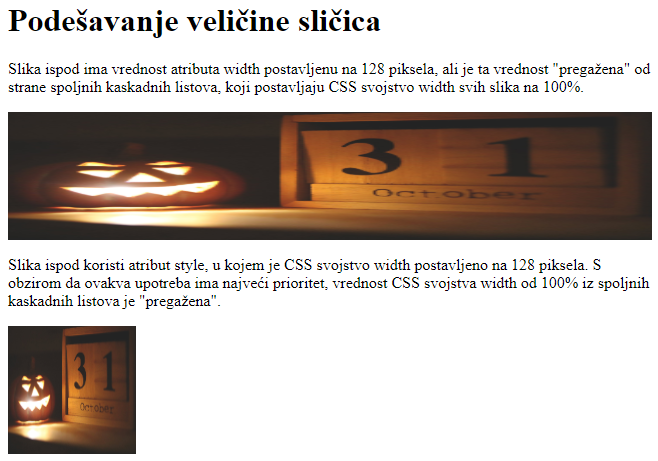 Podešavanje veličine sličica
Slika ispod ima vrednost atributa width postavljenu na 128 piksela, ali je ta vrednost "pregažena" od
strane spoljnih kaskadnih listova, koji postavljaju CSS svojstvo width svih slika na 100%.
3 1
October
Slika ispod koristi atribut style, u kojem je CSS svojstvo width postavljeno na 128 piksela. S
obzirom da ovakva upotreba ima najveći prioritet, vrednost CSS svojstva width od 100% iz spoljnih
kaskadnih listova je "pregažena".
3 1
October